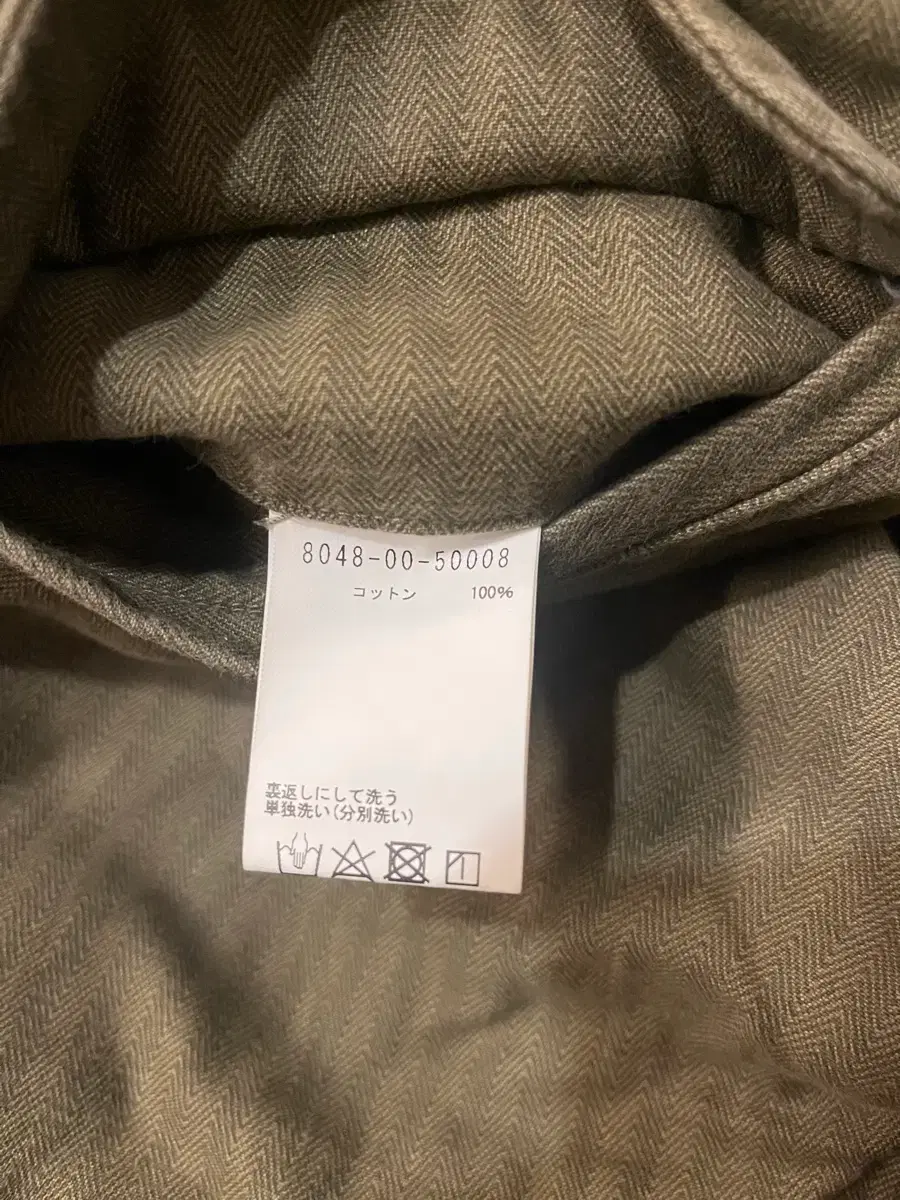 8048-00-50008
コットン 100%
裏返しにして洗う
単独洗い(分別洗い)